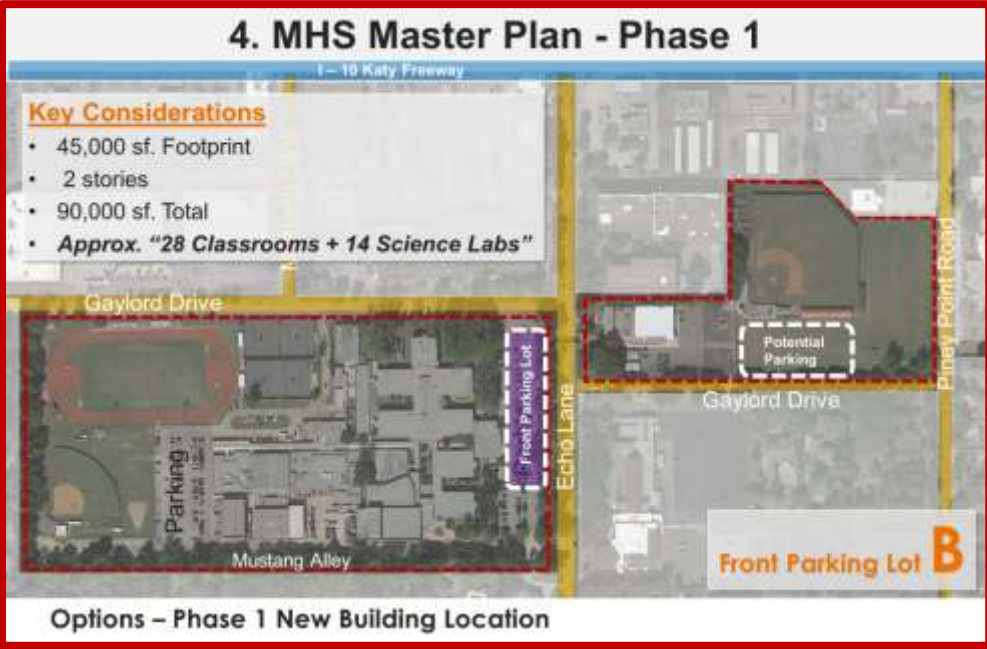 4. MHS Master Plan - Phase 1
I – 10 Katy Freeway
Key Considerations
• 45,000 sf. Footprint
• 2 stories
• 90,000 sf. Total
• Approx. “28 Classrooms + 14 Science Labs”
Gaylord Drive
Front Parking Lot
Echo Lane
Piney Point Road
Potential
Parking
Gaylord Drive
Parking
Mustang Alley
Front Parking Lot B
Options – Phase 1 New Building Location